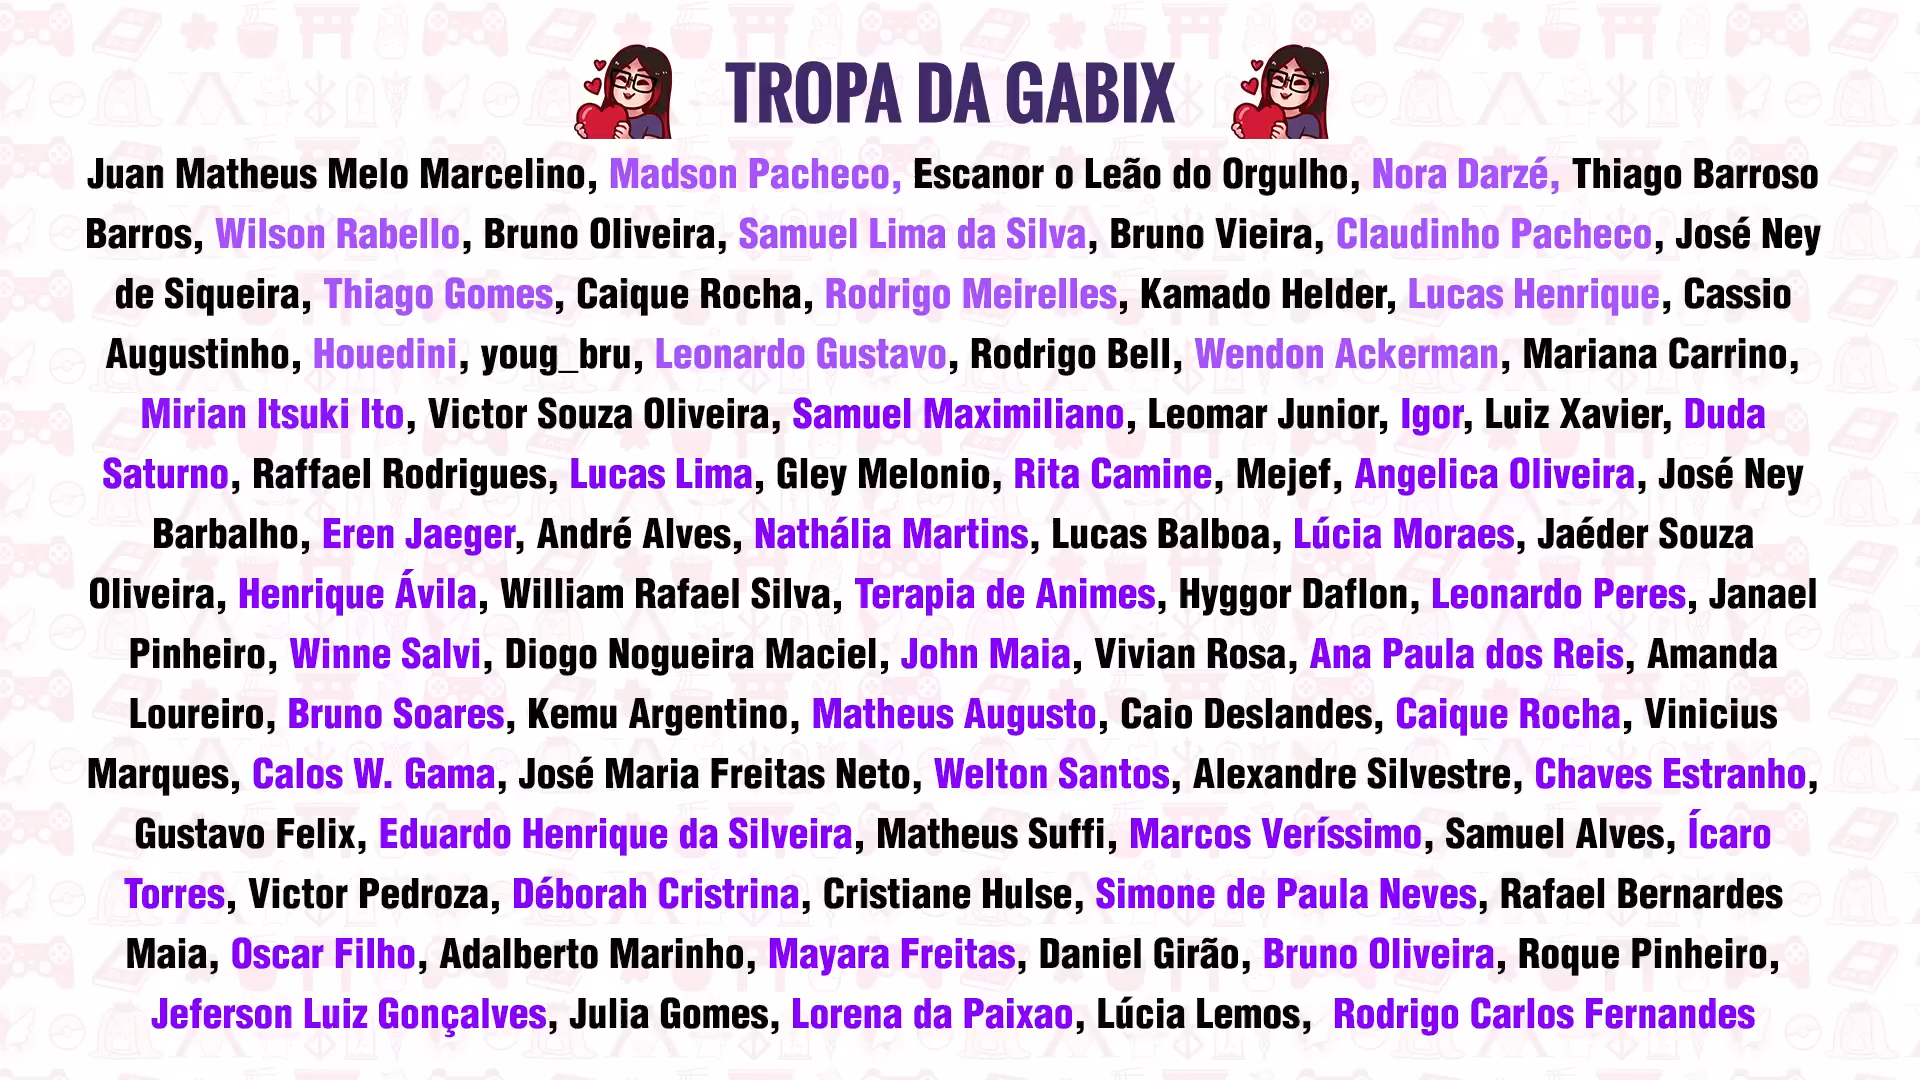 TROPA DA GABIX
Juan Matheus Melo Marcelino, Madson Pacheco, Escanor o Leão do Orgulho, Nora Darzé, Thiago Barroso
Barros, Wilson Rabello, Bruno Oliveira, Samuel Lima da Silva, Bruno Vieira, Claudinho Pacheco, José Ney
de Siqueira, Thiago Gomes, Caique Rocha, Rodrigo Meirelles, Kamado Helder, Lucas Henrique, Cassio
Augustinho, Houedini, youg_bru, Leonardo Gustavo, Rodrigo Bell, Wendon Ackerman, Mariana Carrino,
Mirian Itsuki Ito, Victor Souza Oliveira, Samuel Maximiliano, Leomar Junior, Igor, Luiz Xavier, Duda
Saturno, Raffael Rodrigues, Lucas Lima, Gley Melonio, Rita Camine, Mejef, Angelica Oliveira, José Ney
Barbalho, Eren Jaeger, André Alves, Nathália Martins, Lucas Balboa, Lúcia Moraes, Jaéder Souza
Oliveira, Henrique Ávila, William Rafael Silva, Terapia de Animes, Hyggor Daflon, Leonardo Peres, Janael
Pinheiro, Winne Salvi, Diogo Nogueira Maciel, John Maia, Vivian Rosa, Ana Paula dos Reis, Amanda
Loureiro, Bruno Soares, Kemu Argentino, Matheus Augusto, Caio Deslandes, Caique Rocha, Vinicius
Marques, Calos W. Gama, José Maria Freitas Neto, Welton Santos, Alexandre Silvestre, Chaves Estranho,
Gustavo Felix, Eduardo Henrique da Silveira, Matheus Suffi, Marcos Veríssimo, Samuel Alves, Ícaro
Torres, Victor Pedroza, Déborah Cristrina, Cristiane Hulse, Simone de Paula Neves, Rafael Bernardes
Maia, Oscar Filho, Adalberto Marinho, Mayara Freitas, Daniel Girão, Bruno Oliveira, Roque Pinheiro,
Jeferson Luiz Gonçalves, Julia Gomes, Lorena da Paixao, Lúcia Lemos, Rodrigo Carlos Fernandes